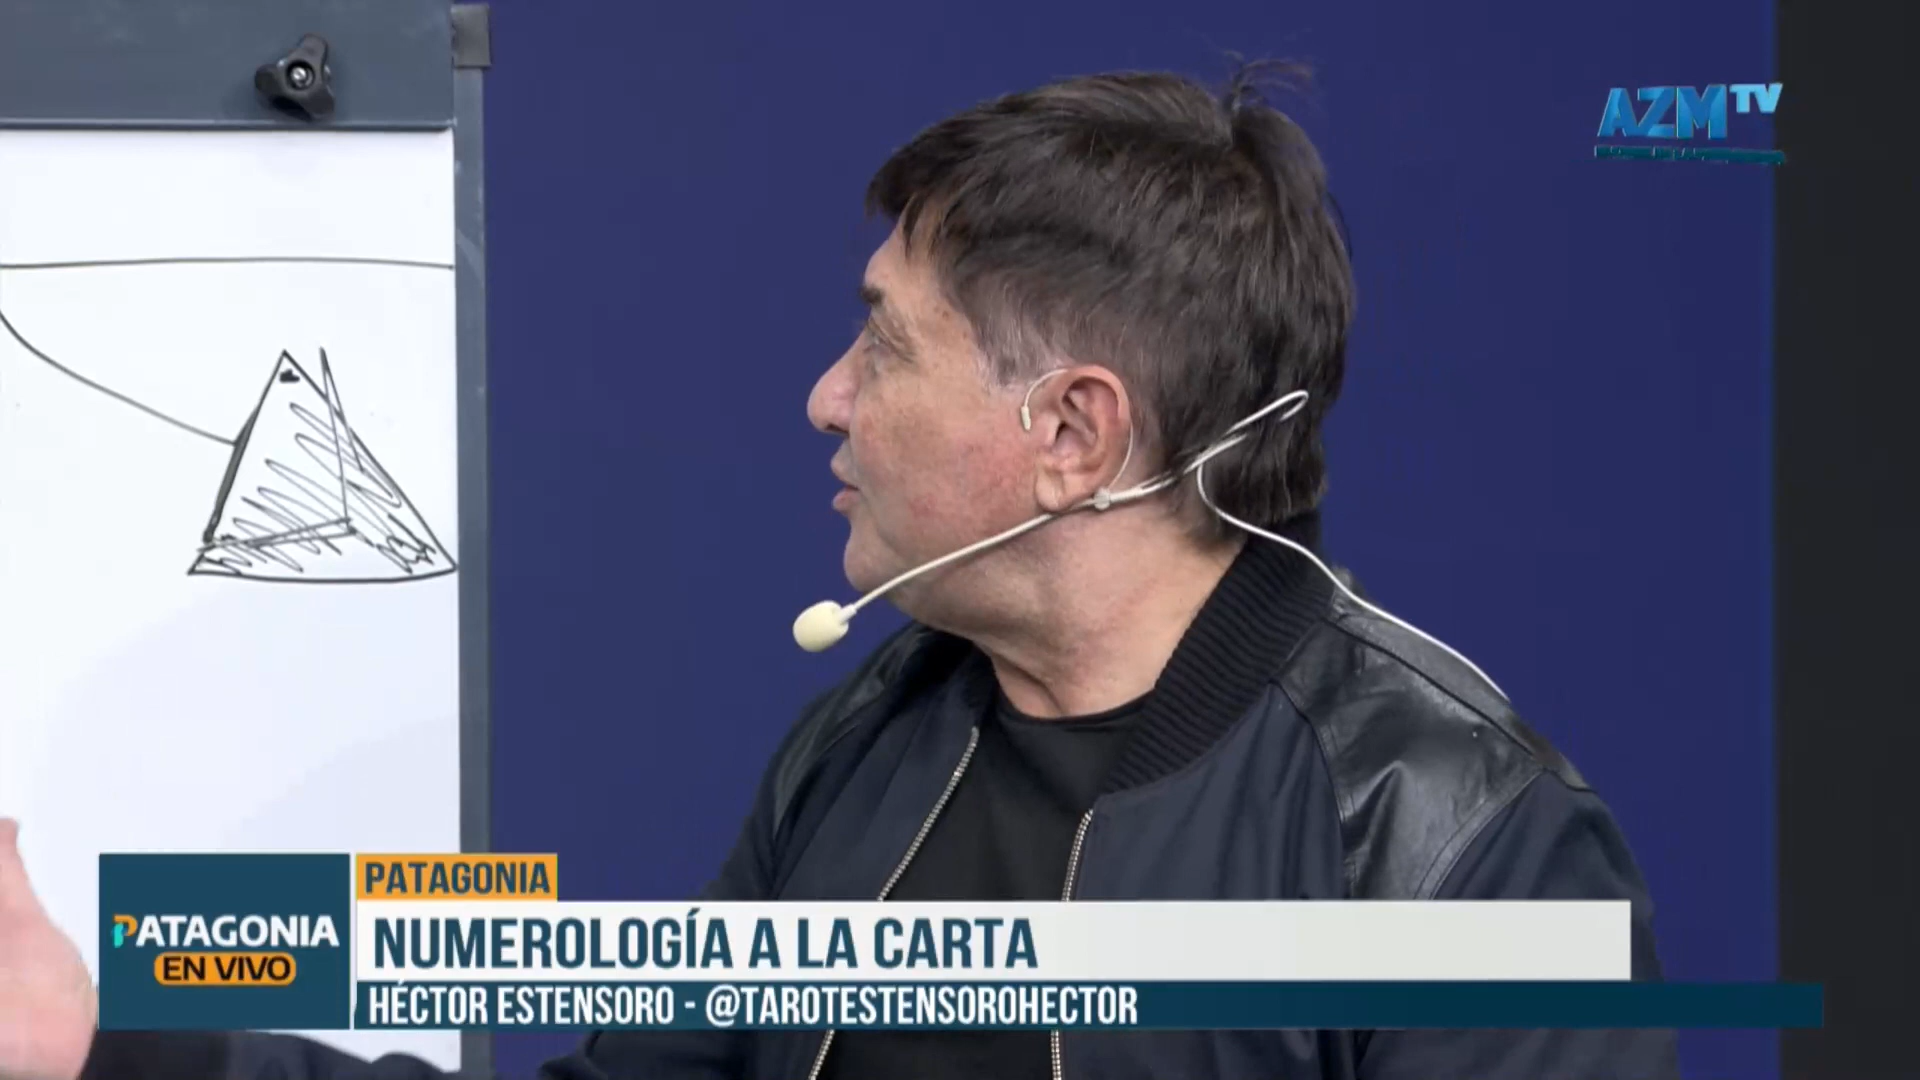 AZM TV
PATAGONIA
PATAGONIA
EN VIVO
NUMEROLOGÍA A LA CARTA
HÉCTOR ESTENSORO - @TAROTESTENSOROHECTOR